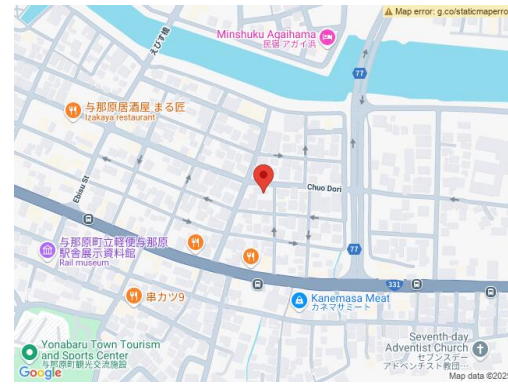 Map error: g.co/staticmaperro
Minshuku Agaihama
民宿 アガイ浜
えびす橋
77
与那原居酒屋 まる匠
Izakaya restaurant
Chuo Dori
Ebisu St
与那原町立軽便与那原
駅舎展示資料館
Rail museum
77
331
串カツ9
Kanemasa Meat
カネマサミート
Yonabaru Town Tourism
and Sports Center
与那原町観光交流施設
Seventh-day
Adventist Church
セブンスデー
アドベンチスト教団…
Google
Map data ©2025